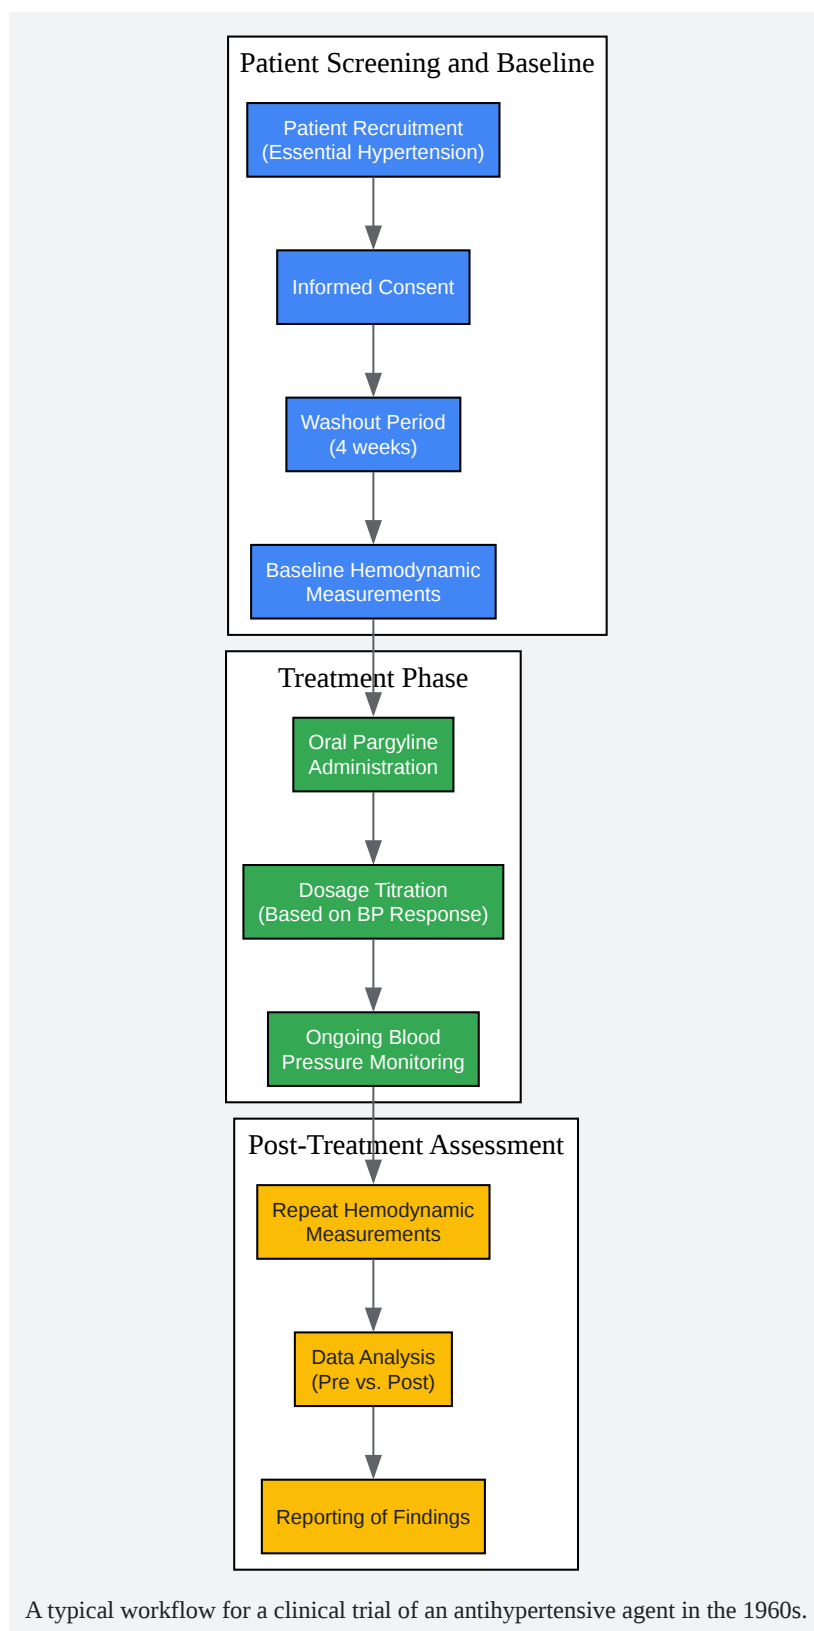 Patient Screening and Baseline
Patient Recruitment
(Essential Hypertension)
Informed Consent
Washout Period
(4 weeks)
Baseline Hemodynamic
Measurements
Treatment Phase
Oral Pargyline
Administration
Dosage Titration
(Based on BP Response)
Ongoing Blood
Pressure Monitoring
Post-Treatment Assessment
Repeat Hemodynamic
Measurements
Data Analysis
(Pre vs. Post)
Reporting of Findings
A typical workflow for a clinical trial of an antihypertensive agent in the 1960s.